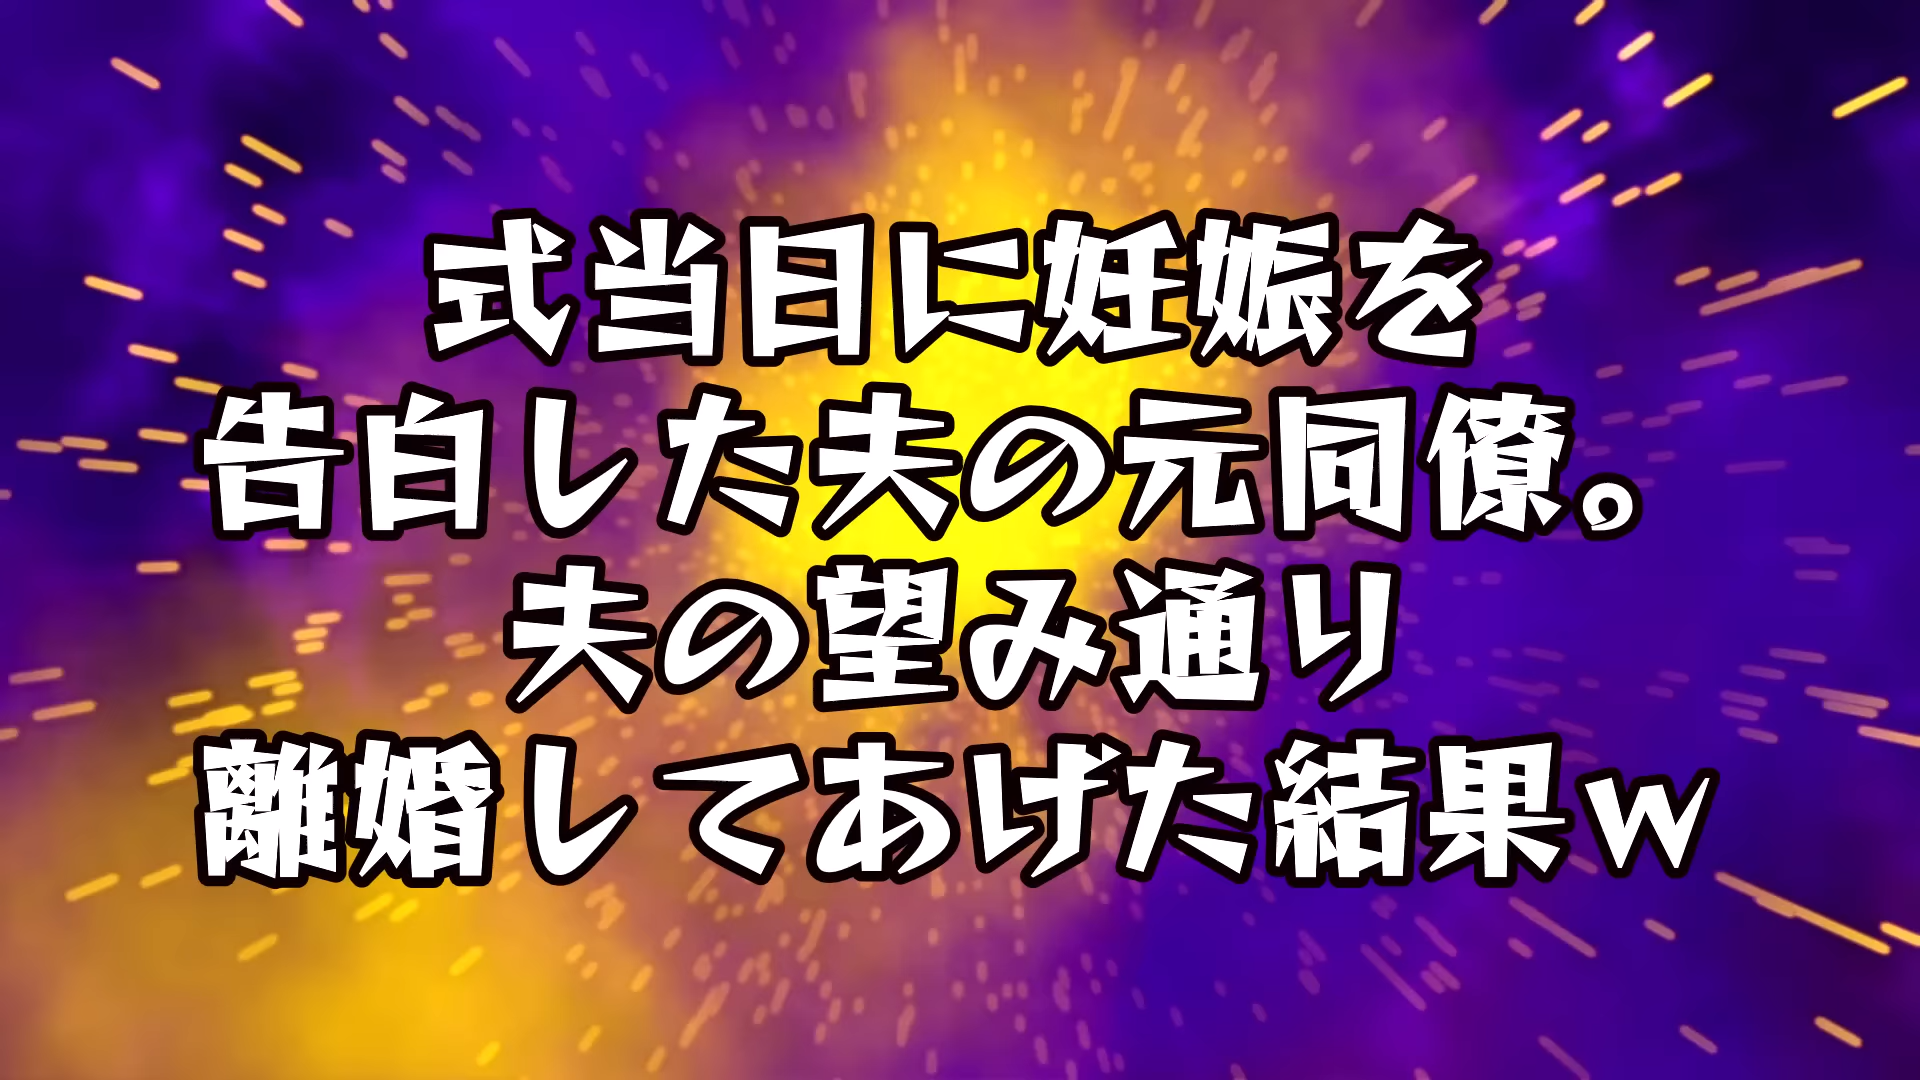 式当日に妊娠を
告白した夫の元同僚。
夫の望み通り
離婚してあげた結果ｗ